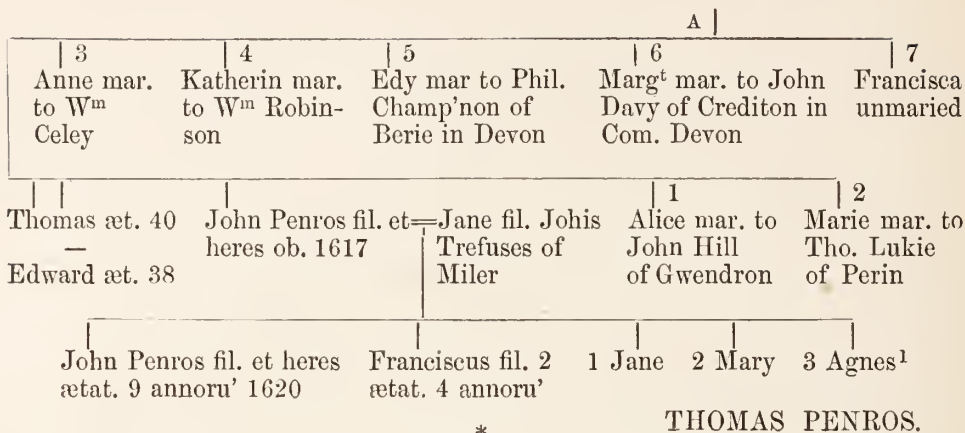 A
3 4 5 6 7
Anne mar. Katherin mar. Edy mar to Phil. Marg^t mar. to John Francisca
to W^m to W^m Robin- Champ'non of Davy of Crediton in unmaried
Celey son Berie in Devon Com. Devon
1 2
Thomas æt. 40 John Penros fil. et=Jane fil. Johis Alice mar. to Marie mar. to
— heres ob. 1617 Trefuses of John Hill Tho. Lukie
Edward æt. 38 Miler of Gwendron of Perin
John Penros fil. et heres Franciscus fil. 2 1 Jane 2 Mary 3 Agnes¹
ætat. 9 annoru' 1620 ætat. 4 annoru'
*
THOMAS PENROS.